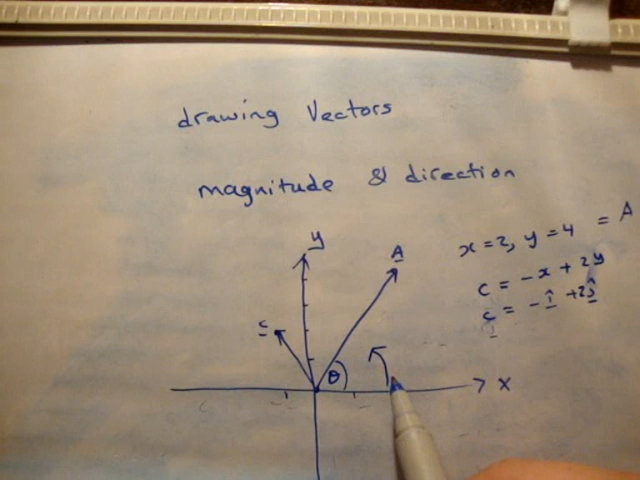 drawing Vectors
magnitude & direction
x=2, y=4 = A
c = -x + 2y
c = -î + 2ĵ
y
A
c
θ
x